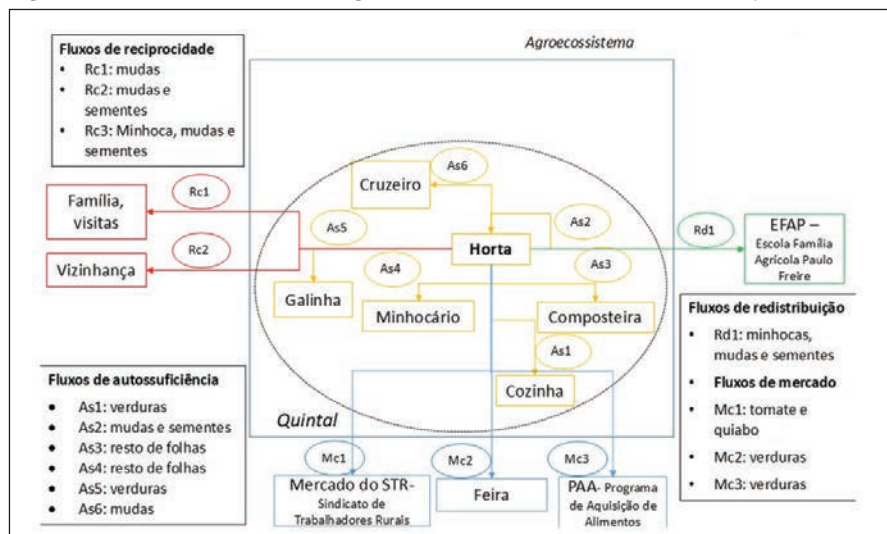 Agroecossistema
Fluxos de reciprocidade
• Rc1: mudas
• Rc2: mudas e
sementes
• Rc3: Minhoca, mudas e
sementes
As6
Cruzeiro
Rc1
Família,
visitas
As5
As2
Rd1
EFAP –
Escola Família
Agrícola Paulo
Freire
Horta
Rc2
Vizinhança
As4
As3
Galinha
Minhocário
Composteira
As1
Cozinha
Quintal
Fluxos de redistribuição
• Rd1: minhocas,
mudas e sementes
• Fluxos de mercado
• Mc1: tomate e
quiabo
• Mc2: verduras
• Mc3: verduras
Fluxos de autossuficiência
• As1: verduras
• As2: mudas e sementes
• As3: resto de folhas
• As4: resto de folhas
• As5: verduras
• As6: mudas
Mc1
Mc2
Mc3
Mercado do STR-
Sindicato de
Trabalhadores Rurais
Feira
PAA- Programa
de Aquisição de
Alimentos